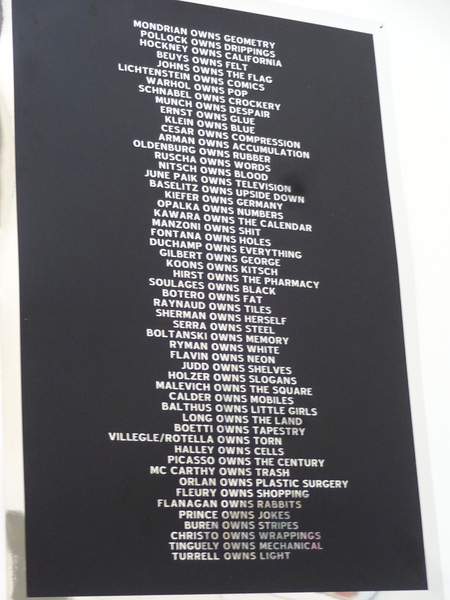 MONDRIAN OWNS GEOMETRY
POLLOCK OWNS DRIPPINGS
HOCKNEY OWNS CALIFORNIA
BEUYS OWNS FELT
JOHNS OWNS THE FLAG
LICHTENSTEIN OWNS COMICS
WARHOL OWNS POP
SCHNABEL OWNS CROCKERY
MUNCH OWNS DESPAIR
ERNST OWNS GLUE
KLEIN OWNS BLUE
CESAR OWNS COMPRESSION
ARMAN OWNS ACCUMULATION
OLDENBURG OWNS RUBBER
RUSCHA OWNS WORDS
NITSCH OWNS BLOOD
JUNE PAIK OWNS TELEVISION
BASELITZ OWNS UPSIDE DOWN
KIEFER OWNS GERMANY
OPALKA OWNS NUMBERS
KAWARA OWNS THE CALENDAR
MANZONI OWNS SHIT
FONTANA OWNS HOLES
DUCHAMP OWNS EVERYTHING
GILBERT OWNS GEORGE
KOONS OWNS KITSCH
HIRST OWNS THE PHARMACY
SOULAGES OWNS BLACK
BOTERO OWNS FAT
RAYNAUD OWNS TILES
SHERMAN OWNS HERSELF
SERRA OWNS STEEL
BOLTANSKI OWNS MEMORY
RYMAN OWNS WHITE
FLAVIN OWNS NEON
JUDD OWNS SHELVES
HOLZER OWNS SLOGANS
MALEVICH OWNS THE SQUARE
CALDER OWNS MOBILES
BALTHUS OWNS LITTLE GIRLS
LONG OWNS THE LAND
BOETTI OWNS TAPESTRY
VILLEGLE/ROTELLA OWNS TORN
HALLEY OWNS CELLS
PICASSO OWNS THE CENTURY
MC CARTHY OWNS TRASH
ORLAN OWNS PLASTIC SURGERY
FLEURY OWNS SHOPPING
FLANAGAN OWNS RABBITS
PRINCE OWNS JOKES
BUREN OWNS STRIPES
CHRISTO OWNS WRAPPINGS
TINGUELY OWNS MECHANICAL
TURRELL OWNS LIGHT